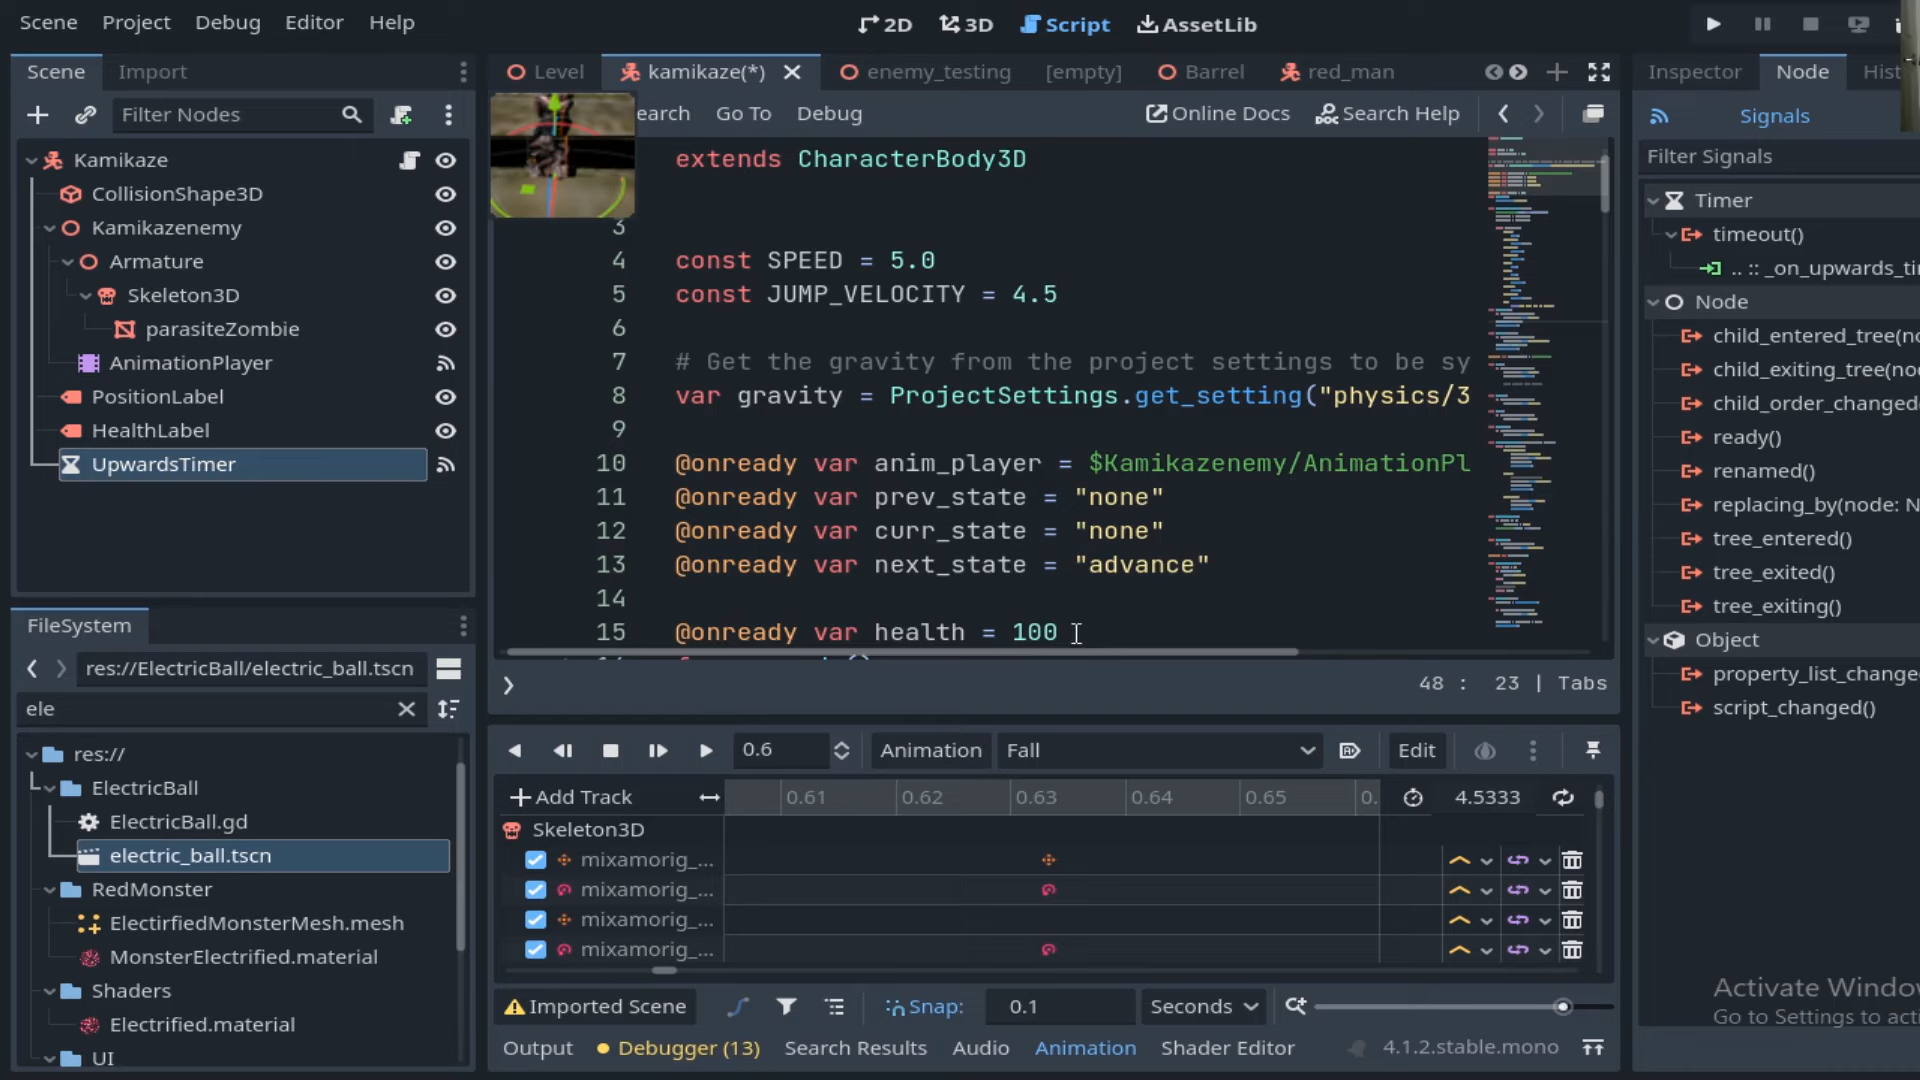 Scene Project Debug Editor Help
2D 3D Script AssetLib
Scene Import
Level kamikaze(*) enemy_testing [empty] Barrel red_man
Inspector Node Hist
Filter Nodes
earch Go To Debug Online Docs Search Help
Signals
Filter Signals
Kamikaze
CollisionShape3D
Kamikazenemy
Armature
Skeleton3D
parasiteZombie
AnimationPlayer
PositionLabel
HealthLabel
UpwardsTimer
extends CharacterBody3D
3
4 const SPEED = 5.0
5 const JUMP_VELOCITY = 4.5
6
7 # Get the gravity from the project settings to be sy
8 var gravity = ProjectSettings.get_setting("physics/3
9
10 @onready var anim_player = $Kamikazenemy/AnimationPl
11 @onready var prev_state = "none"
12 @onready var curr_state = "none"
13 @onready var next_state = "advance"
14
15 @onready var health = 100
48 : 23 | Tabs
Timer
timeout()
.. :: _on_upwards_ti
Node
child_entered_tree(no
child_exiting_tree(nod
child_order_changed
ready()
renamed()
replacing_by(node: N
tree_entered()
tree_exited()
tree_exiting()
Object
property_list_change
script_changed()
FileSystem
res://ElectricBall/electric_ball.tscn
ele
res://
ElectricBall
ElectricBall.gd
electric_ball.tscn
RedMonster
ElectirfiedMonsterMesh.mesh
MonsterElectrified.material
Shaders
Electrified.material
UI
0.6 Animation Fall Edit
Add Track 0.61 0.62 0.63 0.64 0.65 0. 4.5333
Skeleton3D
mixamorig_...
mixamorig_...
mixamorig_...
mixamorig_...
Imported Scene Snap: 0.1 Seconds
Output Debugger (13) Search Results Audio Animation Shader Editor 4.1.2.stable.mono
Activate Window
Go to Settings to acti